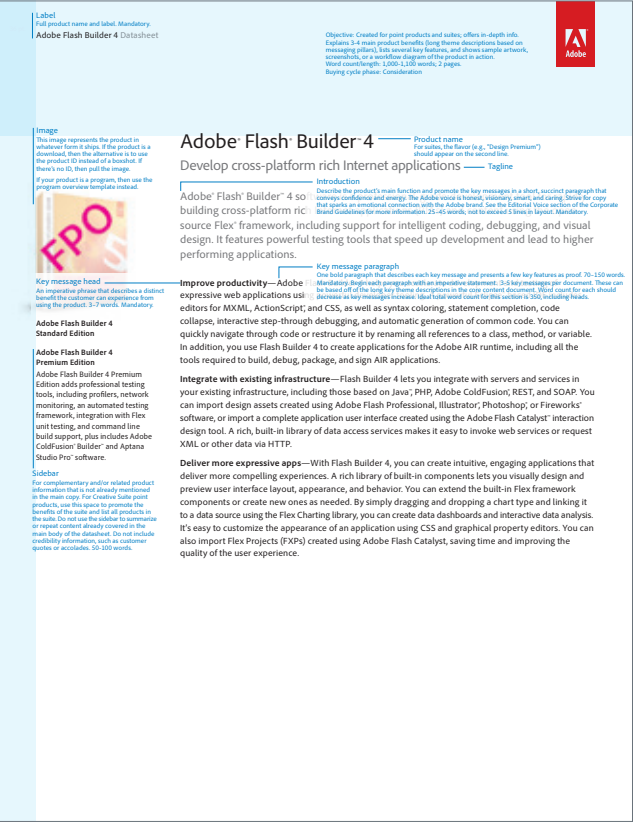 Label
Full product name and label. Mandatory.
Adobe Flash Builder 4 Datasheet
Objective: Created for point products and suites; offers in-depth info.
Explains 3-4 main product benefits (long theme descriptions based on
messaging pillars), lists several key features, and shows sample artwork,
screenshots, or a workflow diagram of the product in action.
Word count/length: 1,000-1,100 words; 2 pages.
Buying cycle phase: Consideration
Adobe
Image
This image represents the product in
whatever form it ships. If the product is a
download, then the alternative is to use
the product ID instead of a boxshot. If
there's no ID, then pull the image.
If your product is a program, then use the
program overview template instead.
FPO
Key message head
An imperative phrase that describes a distinct
benefit the customer can experience from
using the product. 3–7 words. Mandatory.
Adobe Flash Builder 4
Standard Edition
Adobe Flash Builder 4
Premium Edition
Adobe Flash Builder 4 Premium
Edition adds professional testing
tools, including profilers, network
monitoring, an automated testing
framework, integration with Flex
unit testing, and command line
build support, plus includes Adobe
ColdFusion® Builder™ and Aptana
Studio Pro™ software.
Sidebar
For complementary and/or related product
information that is not already mentioned
in the main copy. For Creative Suite point
products, use this space to promote the
benefits of the suite and list all products in
the suite. Do not use the sidebar to summarize
or repeat content already covered in the
main body of the datasheet. Do not include
credibility information, such as customer
quotes or accolades. 50-100 words.
Adobe® Flash® Builder™ 4
Product name
For suites, the flavor (e.g., "Design Premium")
should appear on the second line.
Develop cross-platform rich Internet applications
Tagline
Introduction
Describe the product's main function and promote the key messages in a short, succinct paragraph that
conveys confidence and energy. The Adobe voice is honest, visionary, smart, and caring. Strive for copy
that sparks an emotional connection with the Adobe brand. See the Editorial Voice section of the Corporate
Brand Guidelines for more information. 25–45 words; not to exceed 5 lines in layout. Mandatory.
Adobe® Flash® Builder™ 4 so
building cross-platform ric
source Flex® framework, including support for intelligent coding, debugging, and visual
design. It features powerful testing tools that speed up development and lead to higher
performing applications.
Key message paragraph
One bold paragraph that describes each key message and presents a few key features as proof. 70–150 words.
Mandatory. Begin each paragraph with an imperative statement. 3-5 key messages per document. These can
be based off of the long key theme descriptions in the core content document. Word count for each should
decrease as key messages increase. Ideal total word count for this section is 350, including heads.
Improve productivity—Adobe
expressive web applications usi
editors for MXML, ActionScript®, and CSS, as well as syntax coloring, statement completion, code
collapse, interactive step-through debugging, and automatic generation of common code. You can
quickly navigate through code or restructure it by renaming all references to a class, method, or variable.
In addition, you use Flash Builder 4 to create applications for the Adobe AIR runtime, including all the
tools required to build, debug, package, and sign AIR applications.
Integrate with existing infrastructure—Flash Builder 4 lets you integrate with servers and services in
your existing infrastructure, including those based on Java™, PHP, Adobe ColdFusion®, REST, and SOAP. You
can import design assets created using Adobe Flash Professional, Illustrator®, Photoshop®, or Fireworks®
software, or import a complete application user interface created using the Adobe Flash Catalyst™ interaction
design tool. A rich, built-in library of data access services makes it easy to invoke web services or request
XML or other data via HTTP.
Deliver more expressive apps—With Flash Builder 4, you can create intuitive, engaging applications that
deliver more compelling experiences. A rich library of built-in components lets you visually design and
preview user interface layout, appearance, and behavior. You can extend the built-in Flex framework
components or create new ones as needed. By simply dragging and dropping a chart type and linking it
to a data source using the Flex Charting library, you can create data dashboards and interactive data analysis.
It's easy to customize the appearance of an application using CSS and graphical property editors. You can
also import Flex Projects (FXPs) created using Adobe Flash Catalyst, saving time and improving the
quality of the user experience.